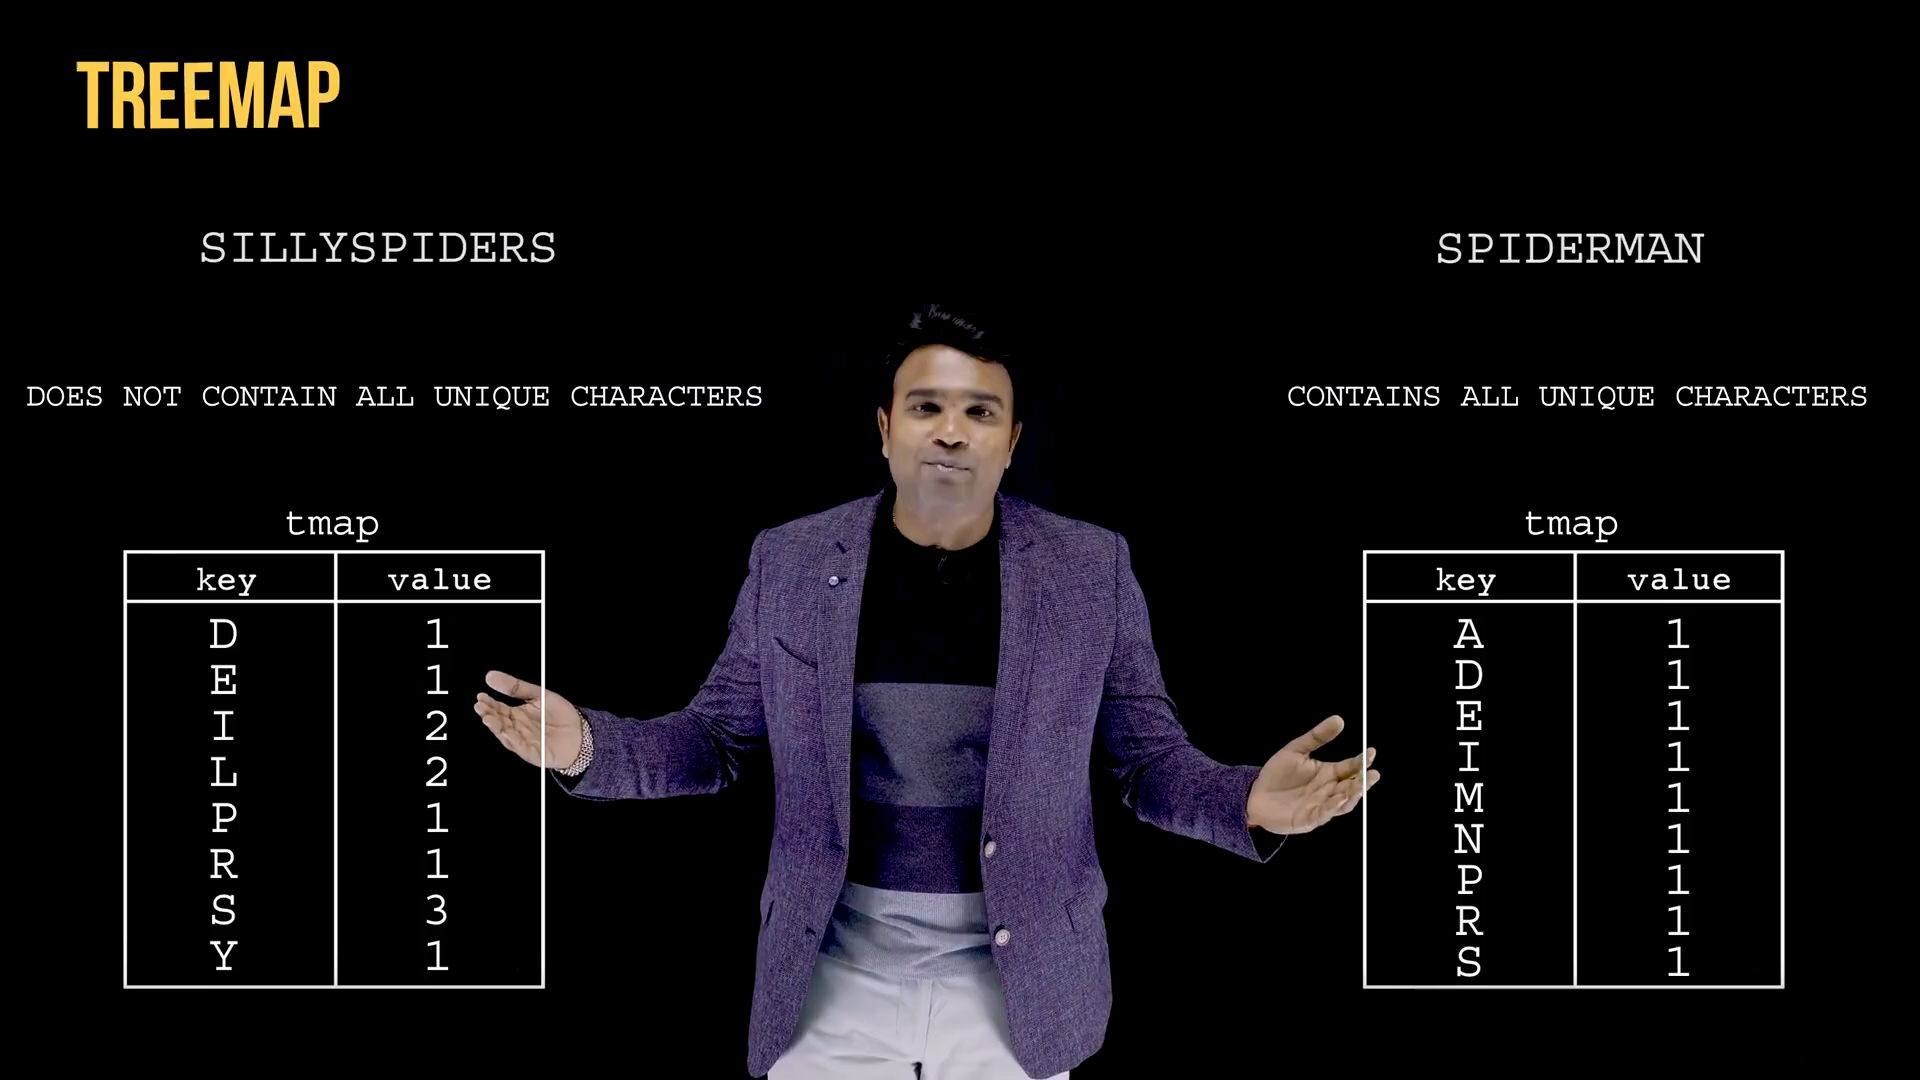 TREEMAP
SILLYSPIDERS
DOES NOT CONTAIN ALL UNIQUE CHARACTERS
tmap
key value
D 1
E 1
I 2
L 2
P 1
R 1
S 3
Y 1
SPIDERMAN
CONTAINS ALL UNIQUE CHARACTERS
tmap
key value
A 1
D 1
E 1
I 1
M 1
N 1
P 1
R 1
S 1